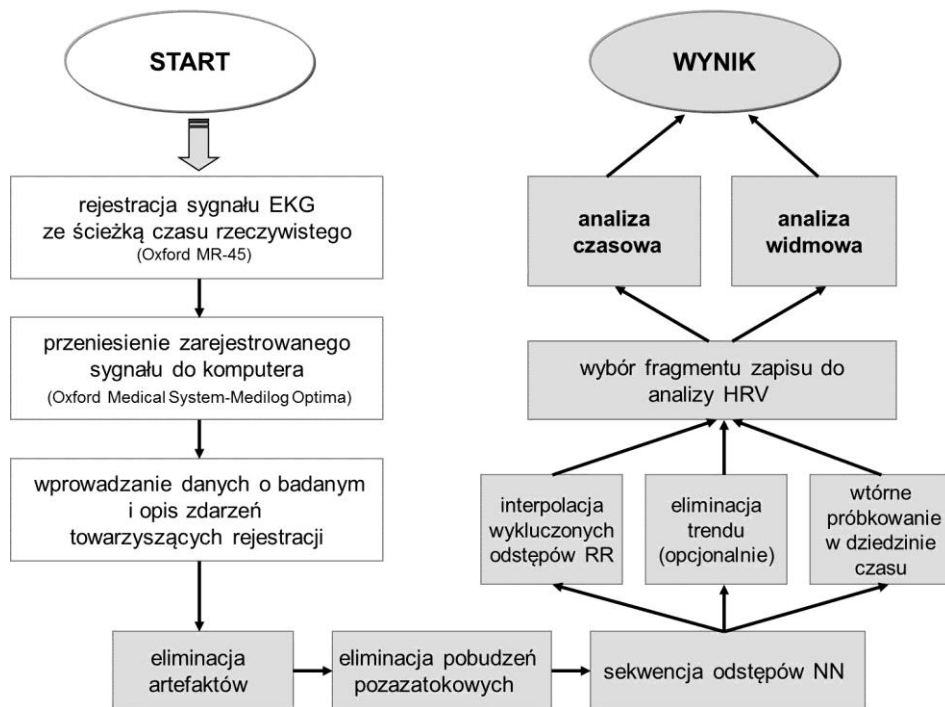 START
rejestracja sygnału EKG
ze ścieżką czasu rzeczywistego
(Oxford MR-45)
przeniesienie zarejestrowanego
sygnału do komputera
(Oxford Medical System-Medilog Optima)
wprowadzanie danych o badanym
i opis zdarzeń
towarzyszących rejestracji
eliminacja
artefaktów
eliminacja pobudzeń
pozazatokowych
sekwencja odstępów NN
interpolacja
wykluczonych
odstępów RR
eliminacja
trendu
(opcjonalnie)
wtórne
próbkowanie
w dziedzinie
czasu
wybór fragmentu zapisu do
analizy HRV
analiza
czasowa
analiza
widmowa
WYNIK